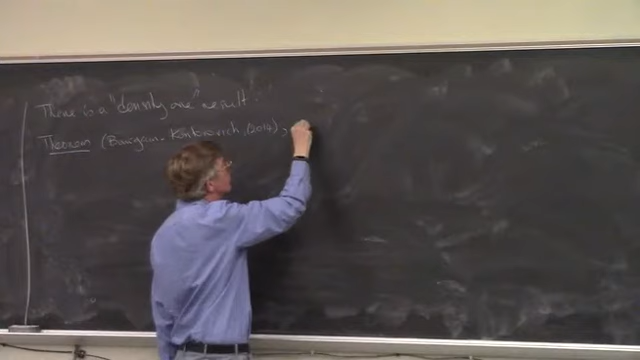 There is a "density one" result:
Theorem (Bourgain-Kontorovich, (2014),